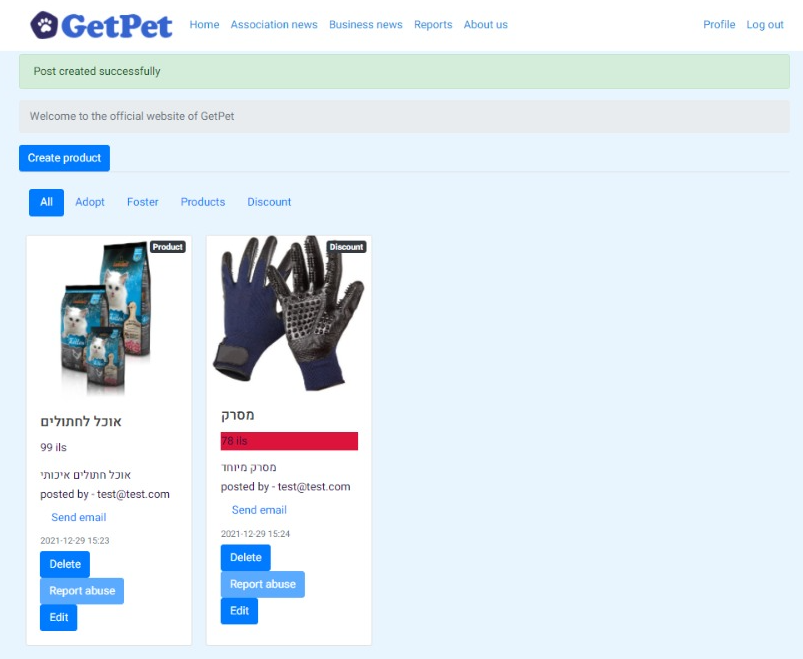 GetPet
Home Association news Business news Reports About us Profile Log out
Post created successfully
Welcome to the official website of GetPet
Create product
All Adopt Foster Products Discount
Product
אוכל לחתולים
99 ils
אוכל חתולים איכותי
posted by - test@test.com
Send email
2021-12-29 15:23
Delete
Report abuse
Edit
Discount
מסרק
78 ils
מסרק מיוחד
posted by - test@test.com
Send email
2021-12-29 15:24
Delete
Report abuse
Edit